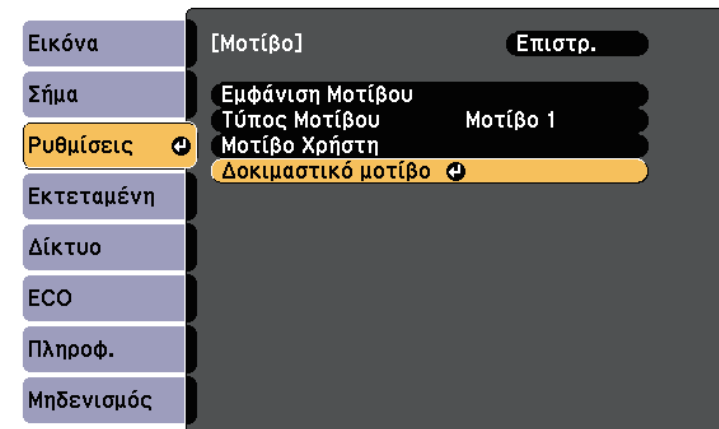 Εικόνα
Σήμα
Ρυθμίσεις
Εκτεταμένη
Δίκτυο
ECO
Πληροφ.
Μηδενισμός
[Μοτίβο] Επιστρ.
Εμφάνιση Μοτίβου
Τύπος Μοτίβου Μοτίβο 1
Μοτίβο Χρήστη
Δοκιμαστικό μοτίβο